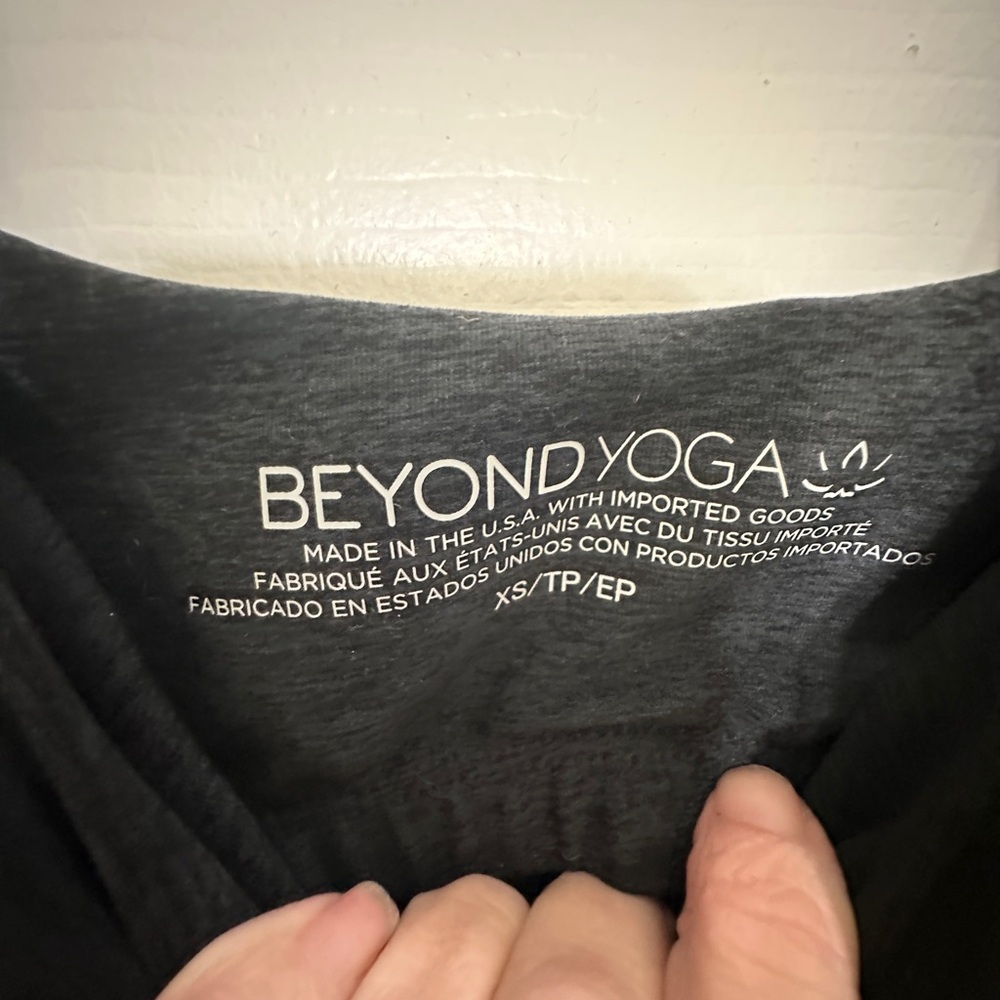 BEYOND YOGA
MADE IN THE U.S.A. WITH IMPORTED GOODS
FABRIQUÉ AUX ÉTATS-UNIS AVEC DU TISSU IMPORTÉ
FABRICADO EN ESTADOS UNIDOS CON PRODUCTOS IMPORTADOS
XS/TP/EP